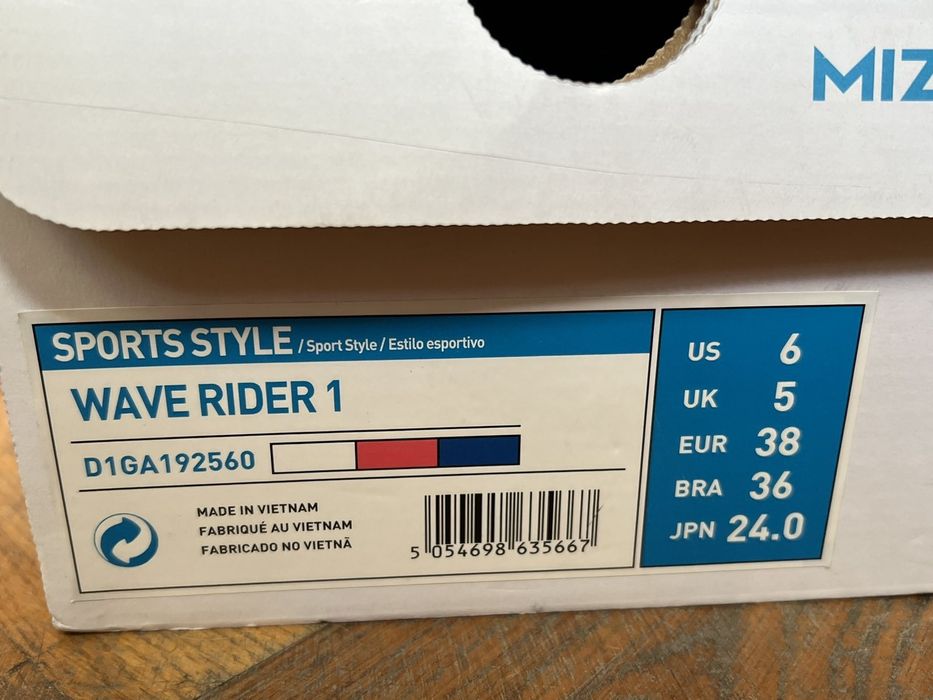 MIZ
SPORTS STYLE / Sport Style / Estilo esportivo
WAVE RIDER 1
D1GA192560
MADE IN VIETNAM
FABRIQUÉ AU VIETNAM
FABRICADO NO VIETNÃ
5 054698 635667
US 6
UK 5
EUR 38
BRA 36
JPN 24.0